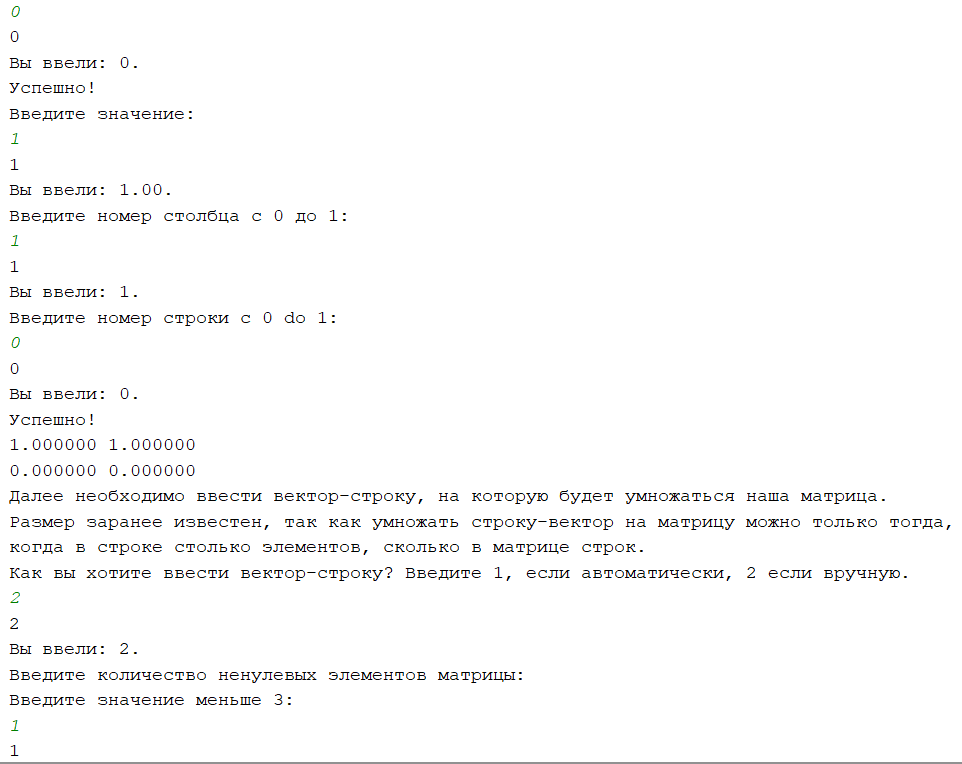 0
0
Вы ввели: 0.
Успешно!
Введите значение:
1
1
Вы ввели: 1.00.
Введите номер столбца с 0 до 1:
1
1
Вы ввели: 1.
Введите номер строки с 0 do 1:
0
0
Вы ввели: 0.
Успешно!
1.000000 1.000000
0.000000 0.000000
Далее необходимо ввести вектор-строку, на которую будет умножаться наша матрица.
Размер заранее известен, так как умножать строку-вектор на матрицу можно только тогда,
когда в строке столько элементов, сколько в матрице строк.
Как вы хотите ввести вектор-строку? Введите 1, если автоматически, 2 если вручную.
2
2
Вы ввели: 2.
Введите количество ненулевых элементов матрицы:
Введите значение меньше 3:
1
1